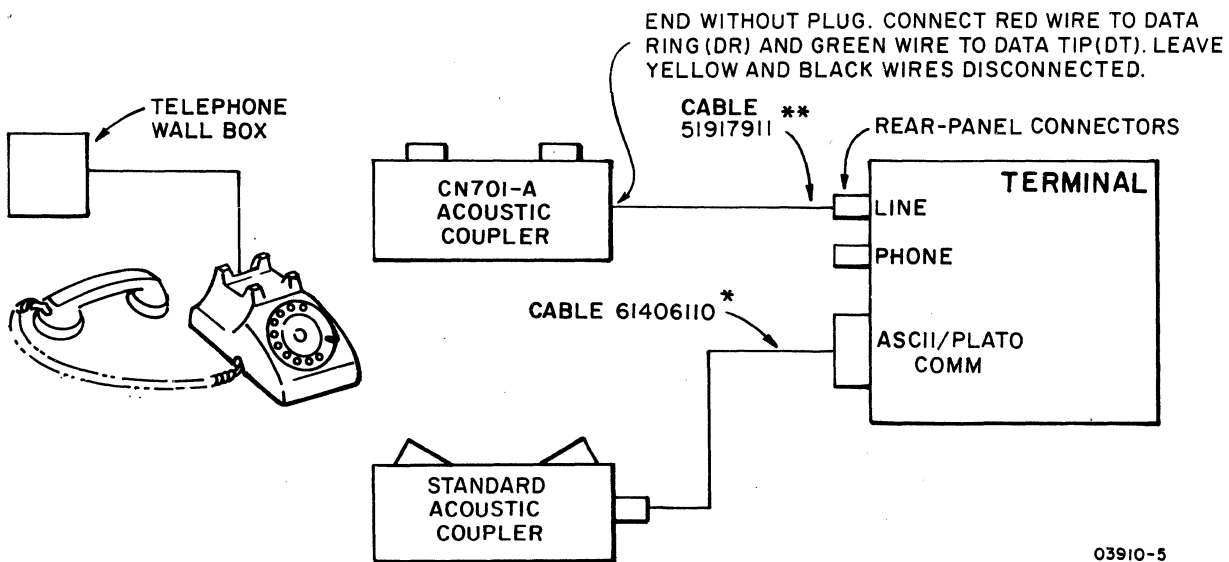 END WITHOUT PLUG. CONNECT RED WIRE TO DATA
RING (DR) AND GREEN WIRE TO DATA TIP(DT). LEAVE
YELLOW AND BLACK WIRES DISCONNECTED.
TELEPHONE
WALL BOX
CABLE **
51917911
REAR-PANEL CONNECTORS
CN701-A
ACOUSTIC
COUPLER
TERMINAL
LINE
PHONE
CABLE 61406110 *
ASCII/PLATO
COMM
STANDARD
ACOUSTIC
COUPLER
03910-5